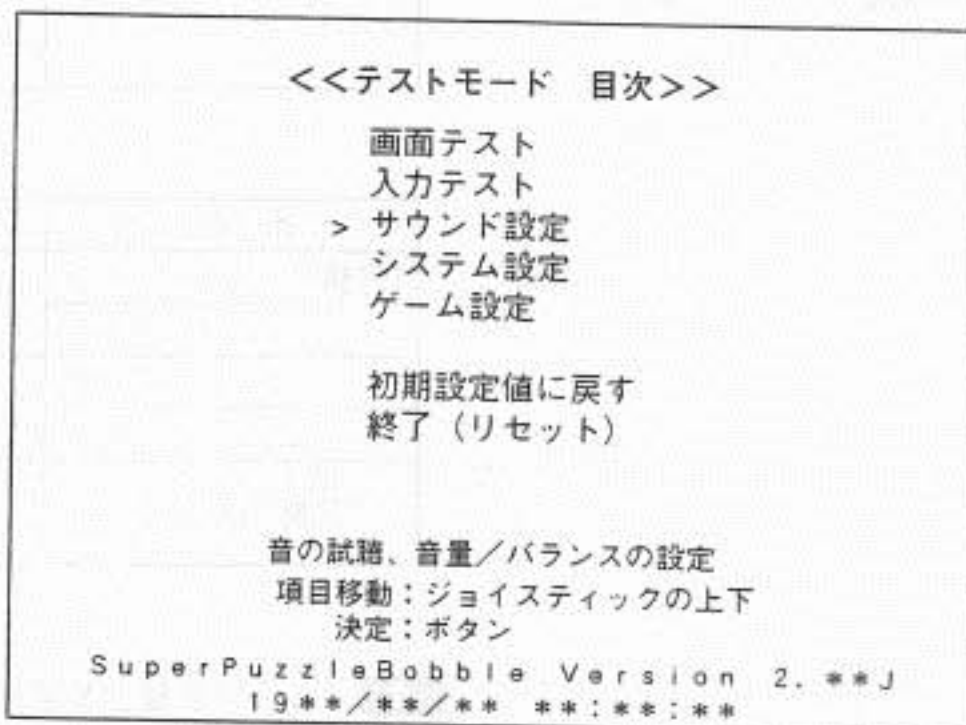 <<テストモード 目次>>
画面テスト
入力テスト
> サウンド設定
システム設定
ゲーム設定
初期設定値に戻す
終了（リセット）
音の試聴、音量／バランスの設定
項目移動：ジョイスティックの上下
決定：ボタン
SuperPuzzleBobble Version 2.**J
19**/**/** **:**:**